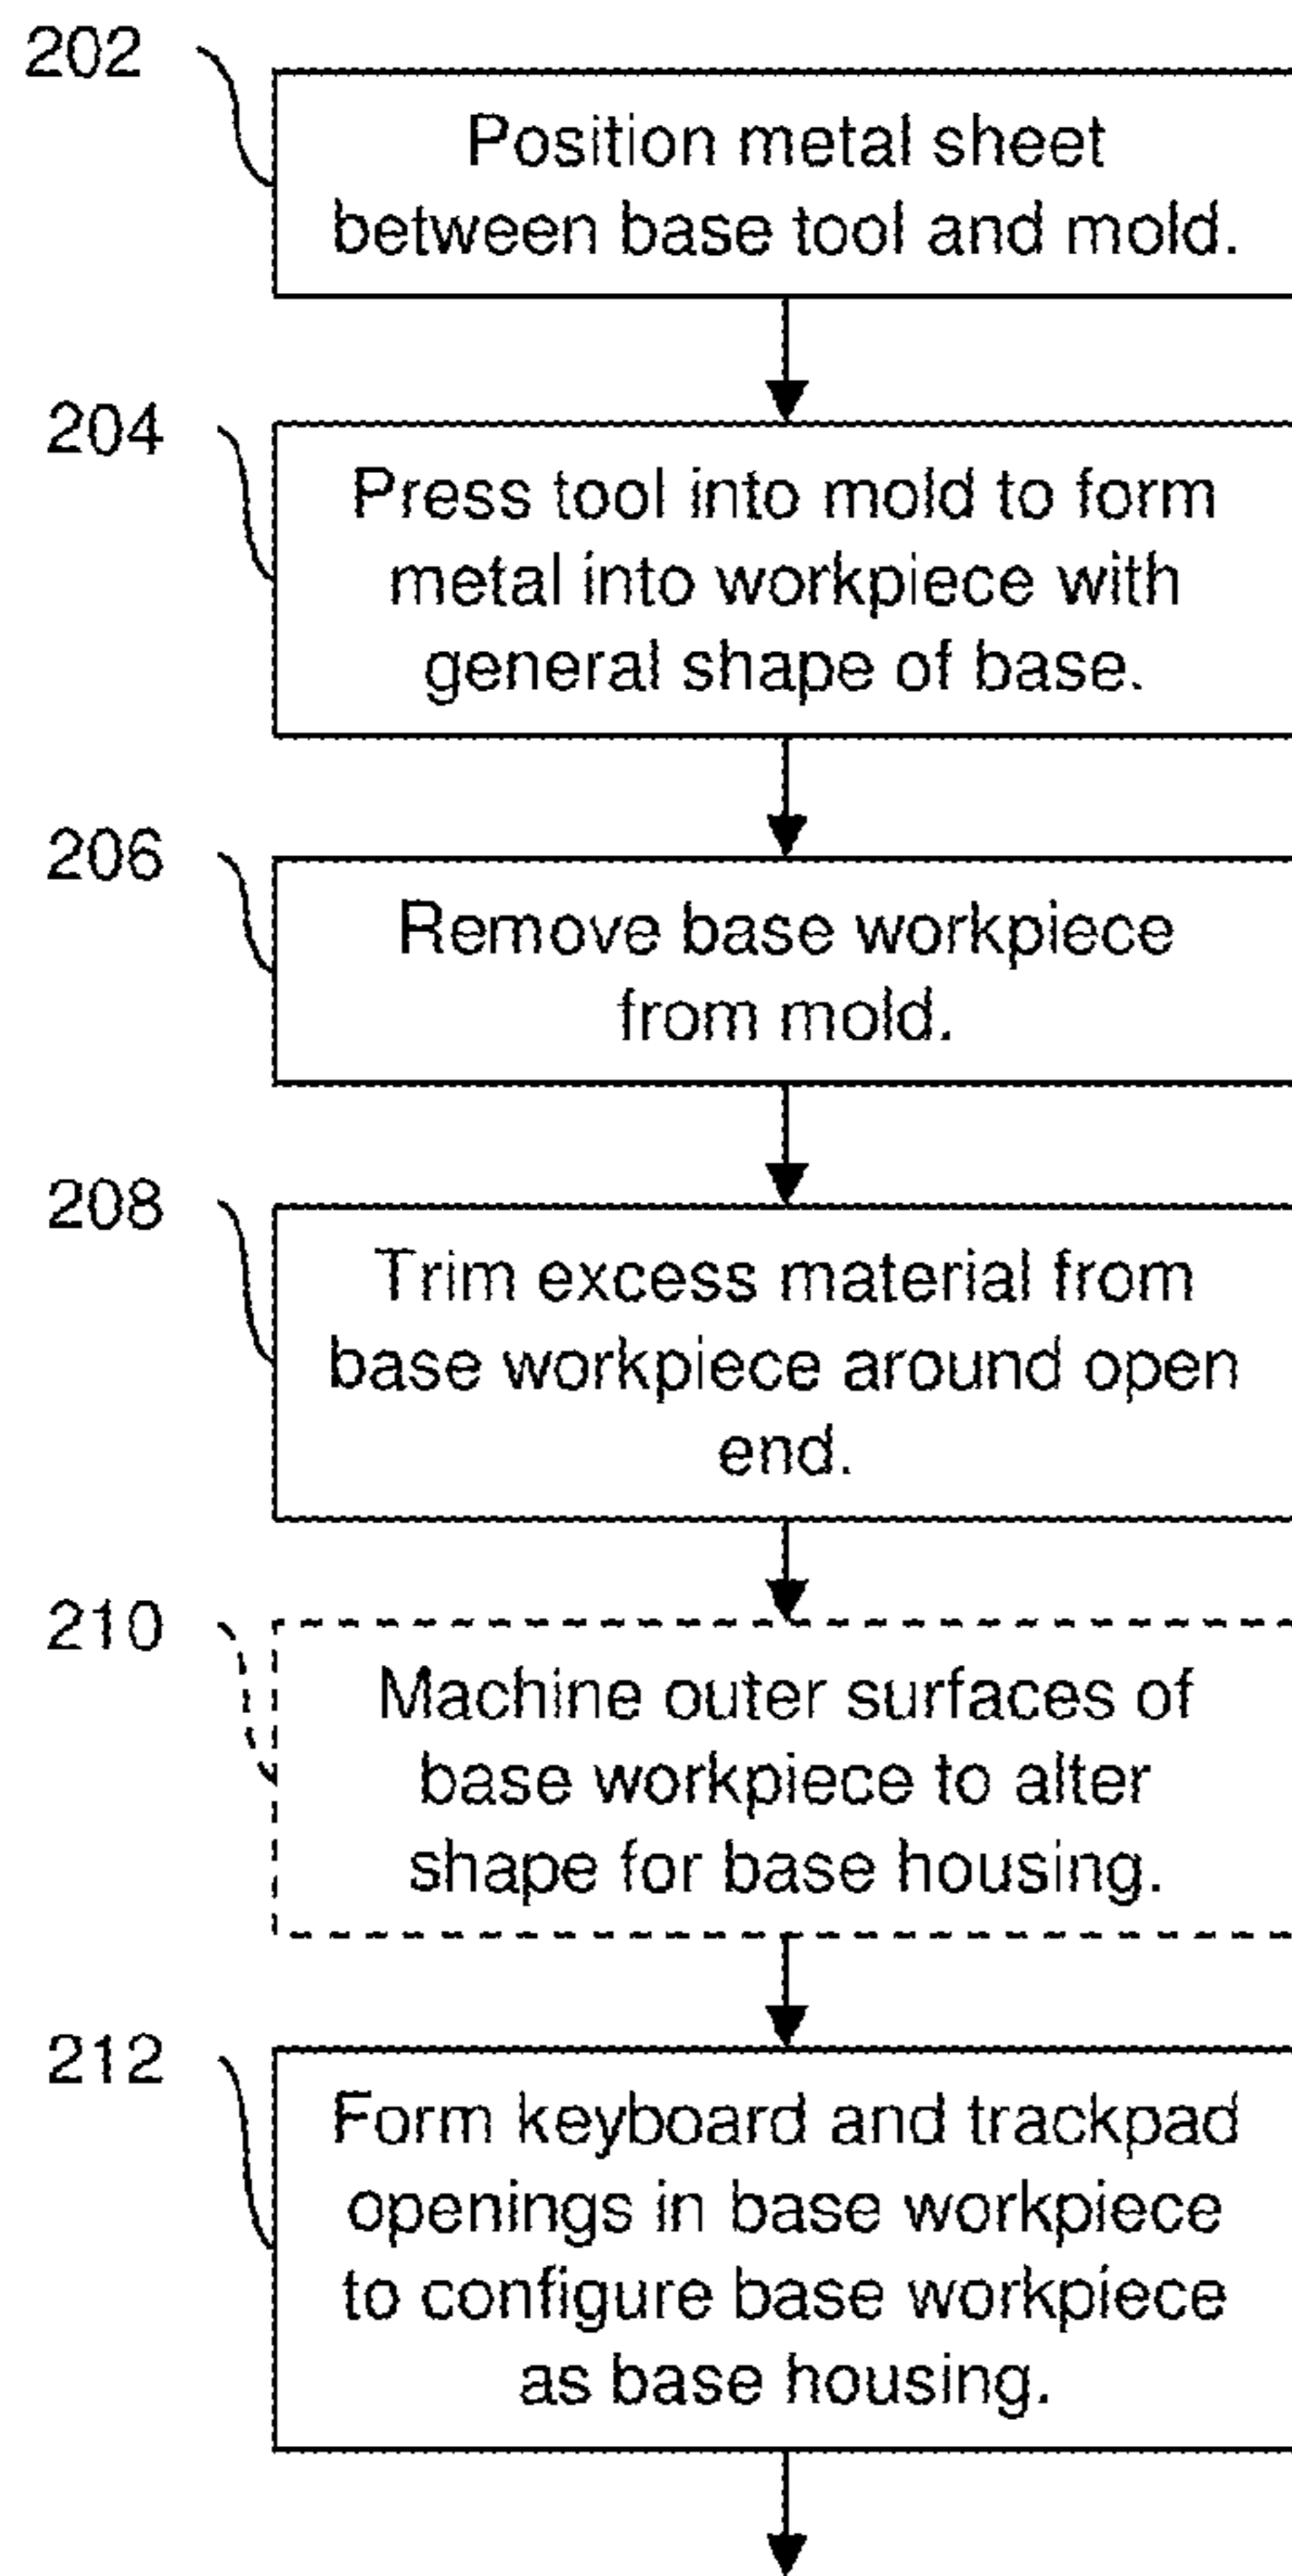 202
Position metal sheet
between base tool and mold.
204
Press tool into mold to form
metal into workpiece with
general shape of base.
206
Remove base workpiece
from mold.
208
Trim excess material from
base workpiece around open
end.
210
Machine outer surfaces of
base workpiece to alter
shape for base housing.
212
Form keyboard and trackpad
openings in base workpiece
to configure base workpiece
as base housing.